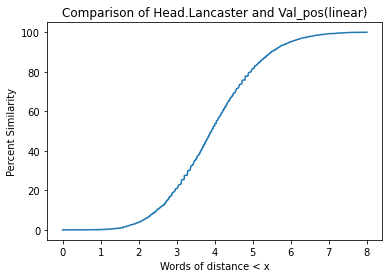 Comparison of Head.Lancaster and Val_pos(linear)
100
80
60
40
20
0
Percent Similarity
0 1 2 3 4 5 6 7 8
Words of distance < x